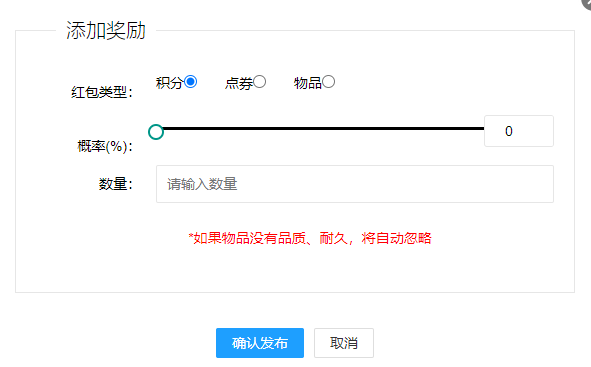 添加奖励
红包类型： 积分 点券 物品
概率(%)： 0
数量： 请输入数量
*如果物品没有品质、耐久，将自动忽略
确认发布 取消